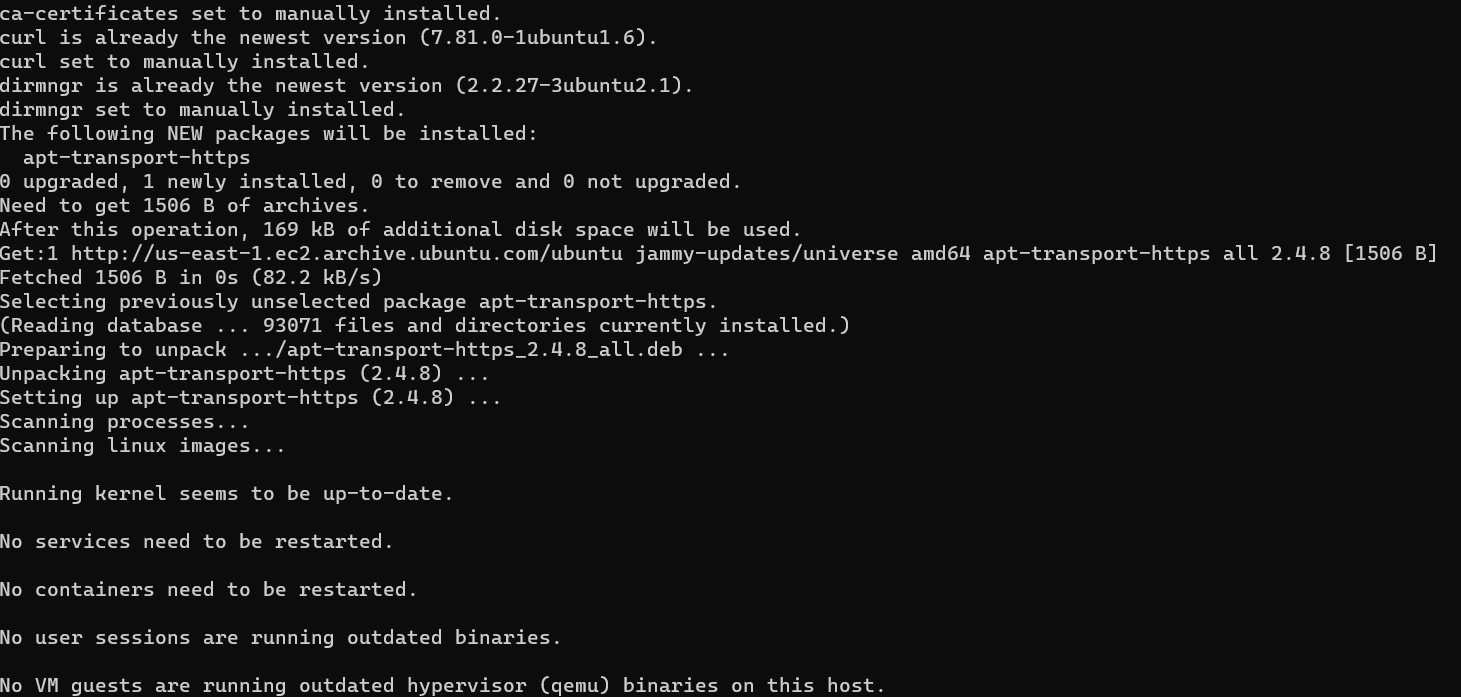 ca-certificates set to manually installed.
curl is already the newest version (7.81.0-1ubuntu1.6).
curl set to manually installed.
dirmngr is already the newest version (2.2.27-3ubuntu2.1).
dirmngr set to manually installed.
The following NEW packages will be installed:
  apt-transport-https
0 upgraded, 1 newly installed, 0 to remove and 0 not upgraded.
Need to get 1506 B of archives.
After this operation, 169 kB of additional disk space will be used.
Get:1 http://us-east-1.ec2.archive.ubuntu.com/ubuntu jammy-updates/universe amd64 apt-transport-https all 2.4.8 [1506 B]
Fetched 1506 B in 0s (82.2 kB/s)
Selecting previously unselected package apt-transport-https.
(Reading database ... 93071 files and directories currently installed.)
Preparing to unpack .../apt-transport-https_2.4.8_all.deb ...
Unpacking apt-transport-https (2.4.8) ...
Setting up apt-transport-https (2.4.8) ...
Scanning processes...
Scanning linux images...
Running kernel seems to be up-to-date.
No services need to be restarted.
No containers need to be restarted.
No user sessions are running outdated binaries.
No VM guests are running outdated hypervisor (qemu) binaries on this host.